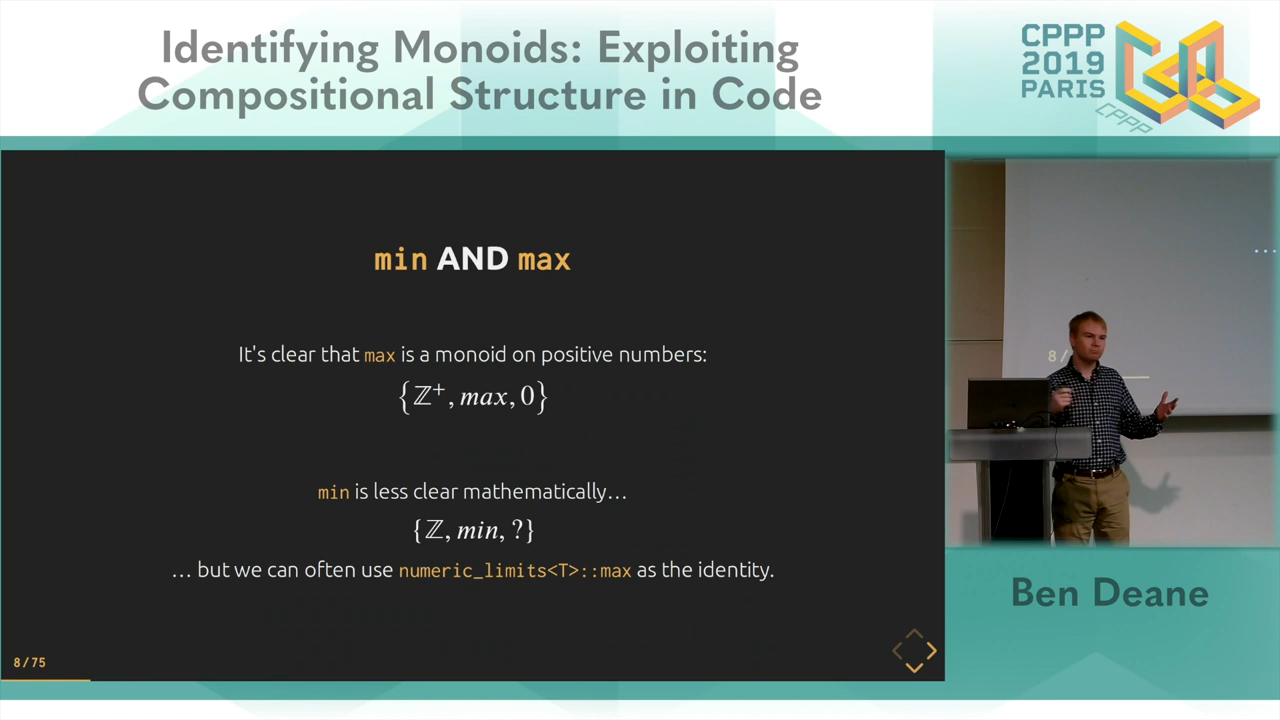 Identifying Monoids: Exploiting
Compositional Structure in Code
CPPP
2019
PARIS
CPPP
min AND max
It's clear that max is a monoid on positive numbers:
{ℤ⁺, max, 0}
min is less clear mathematically…
{ℤ, min, ?}
… but we can often use numeric_limits<T>::max as the identity.
8/75
8/
Ben Deane